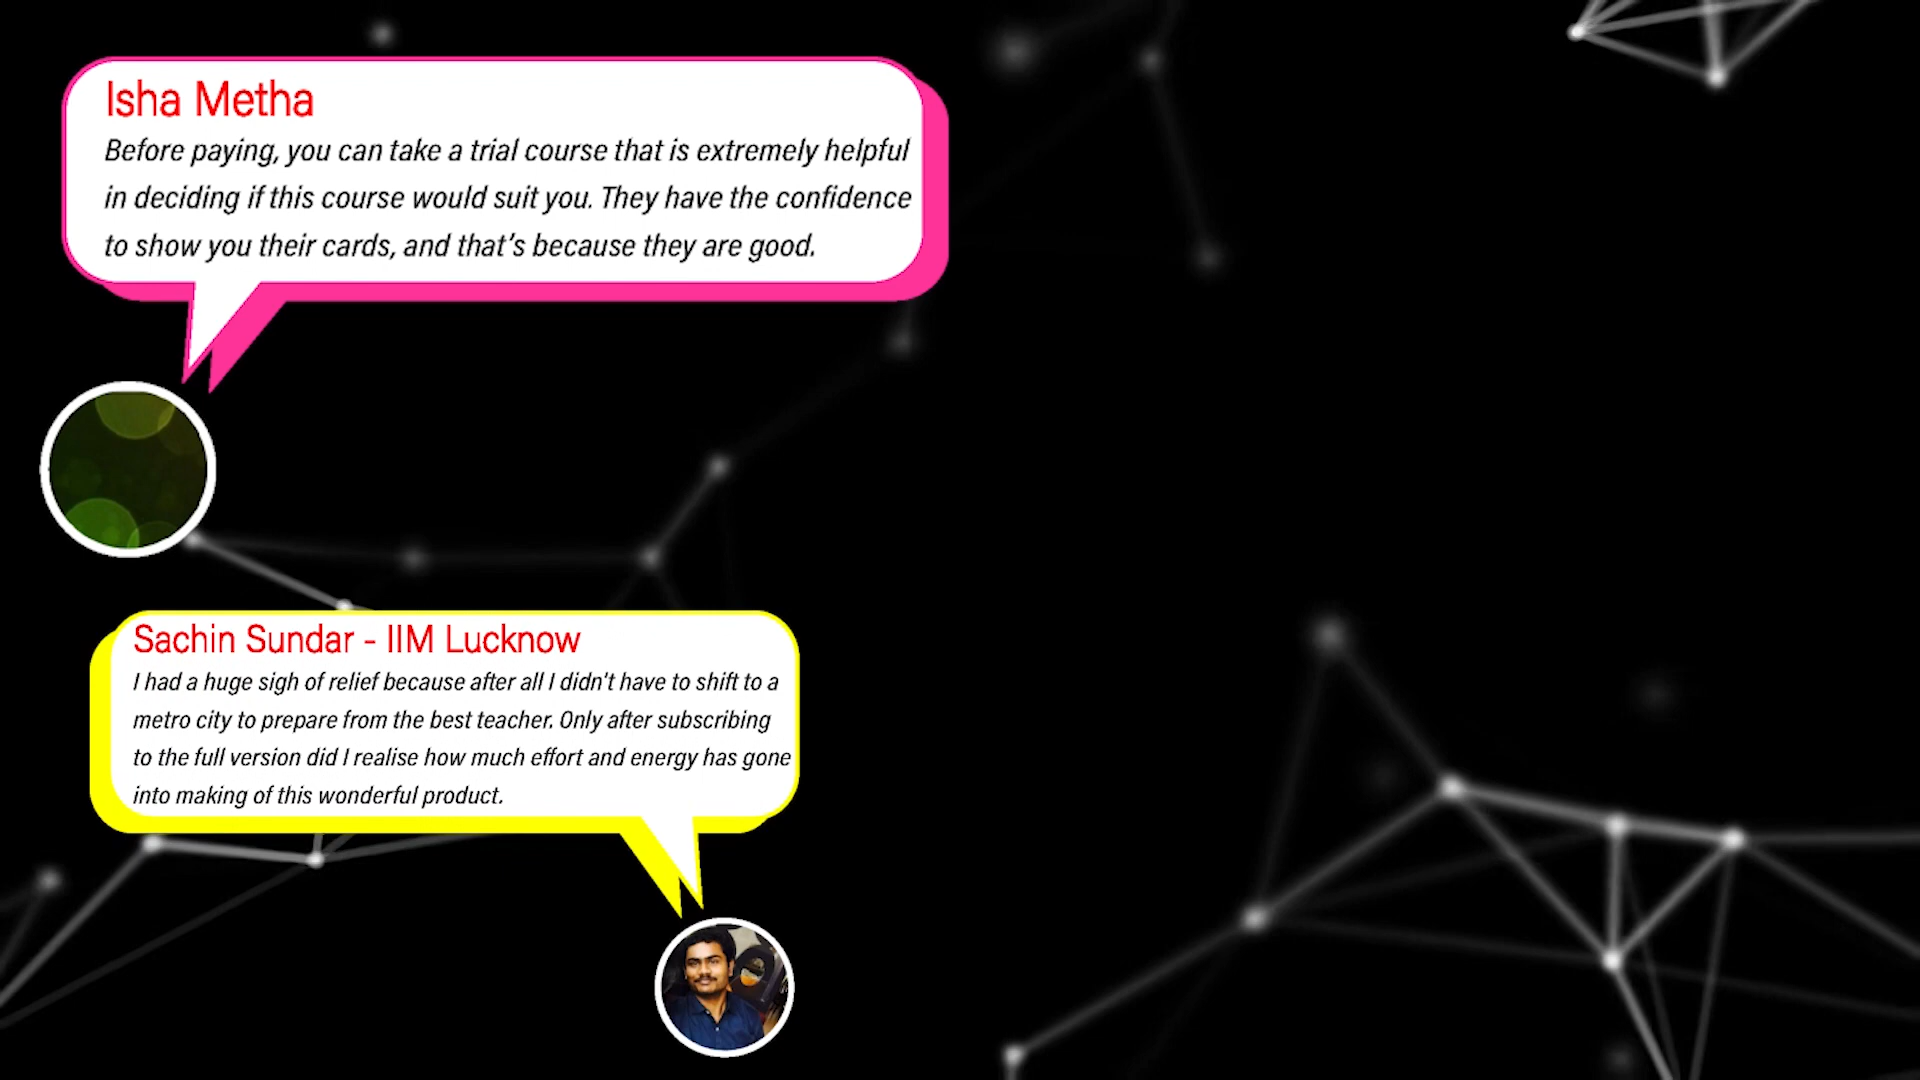 Isha Metha
Before paying, you can take a trial course that is extremely helpful
in deciding if this course would suit you. They have the confidence
to show you their cards, and that's because they are good.
Sachin Sundar - IIM Lucknow
I had a huge sigh of relief because after all I didn't have to shift to a
metro city to prepare from the best teacher. Only after subscribing
to the full version did I realise how much effort and energy has gone
into making of this wonderful product.